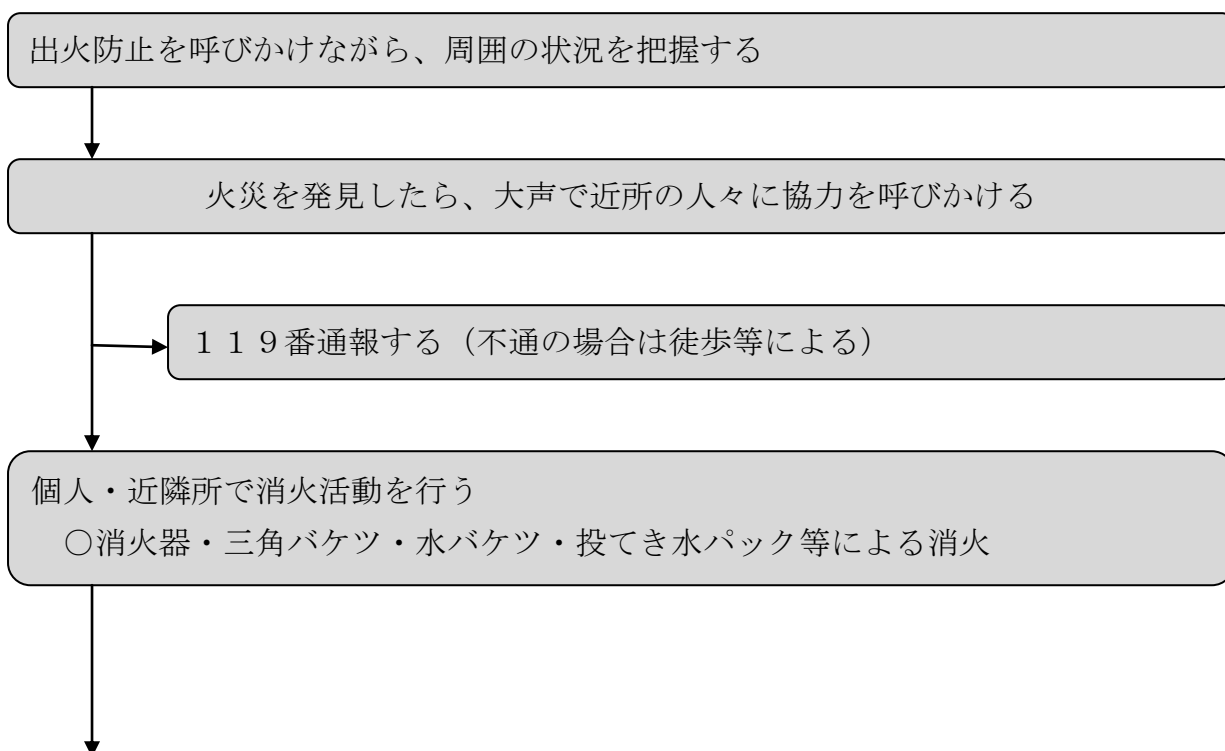 出火防止を呼びかけながら、周囲の状況を把握する
火災を発見したら、大声で近所の人々に協力を呼びかける
１１９番通報する（不通の場合は徒歩等による）
個人・近隣所で消火活動を行う
○消火器・三角バケツ・水バケツ・投てき水パック等による消火